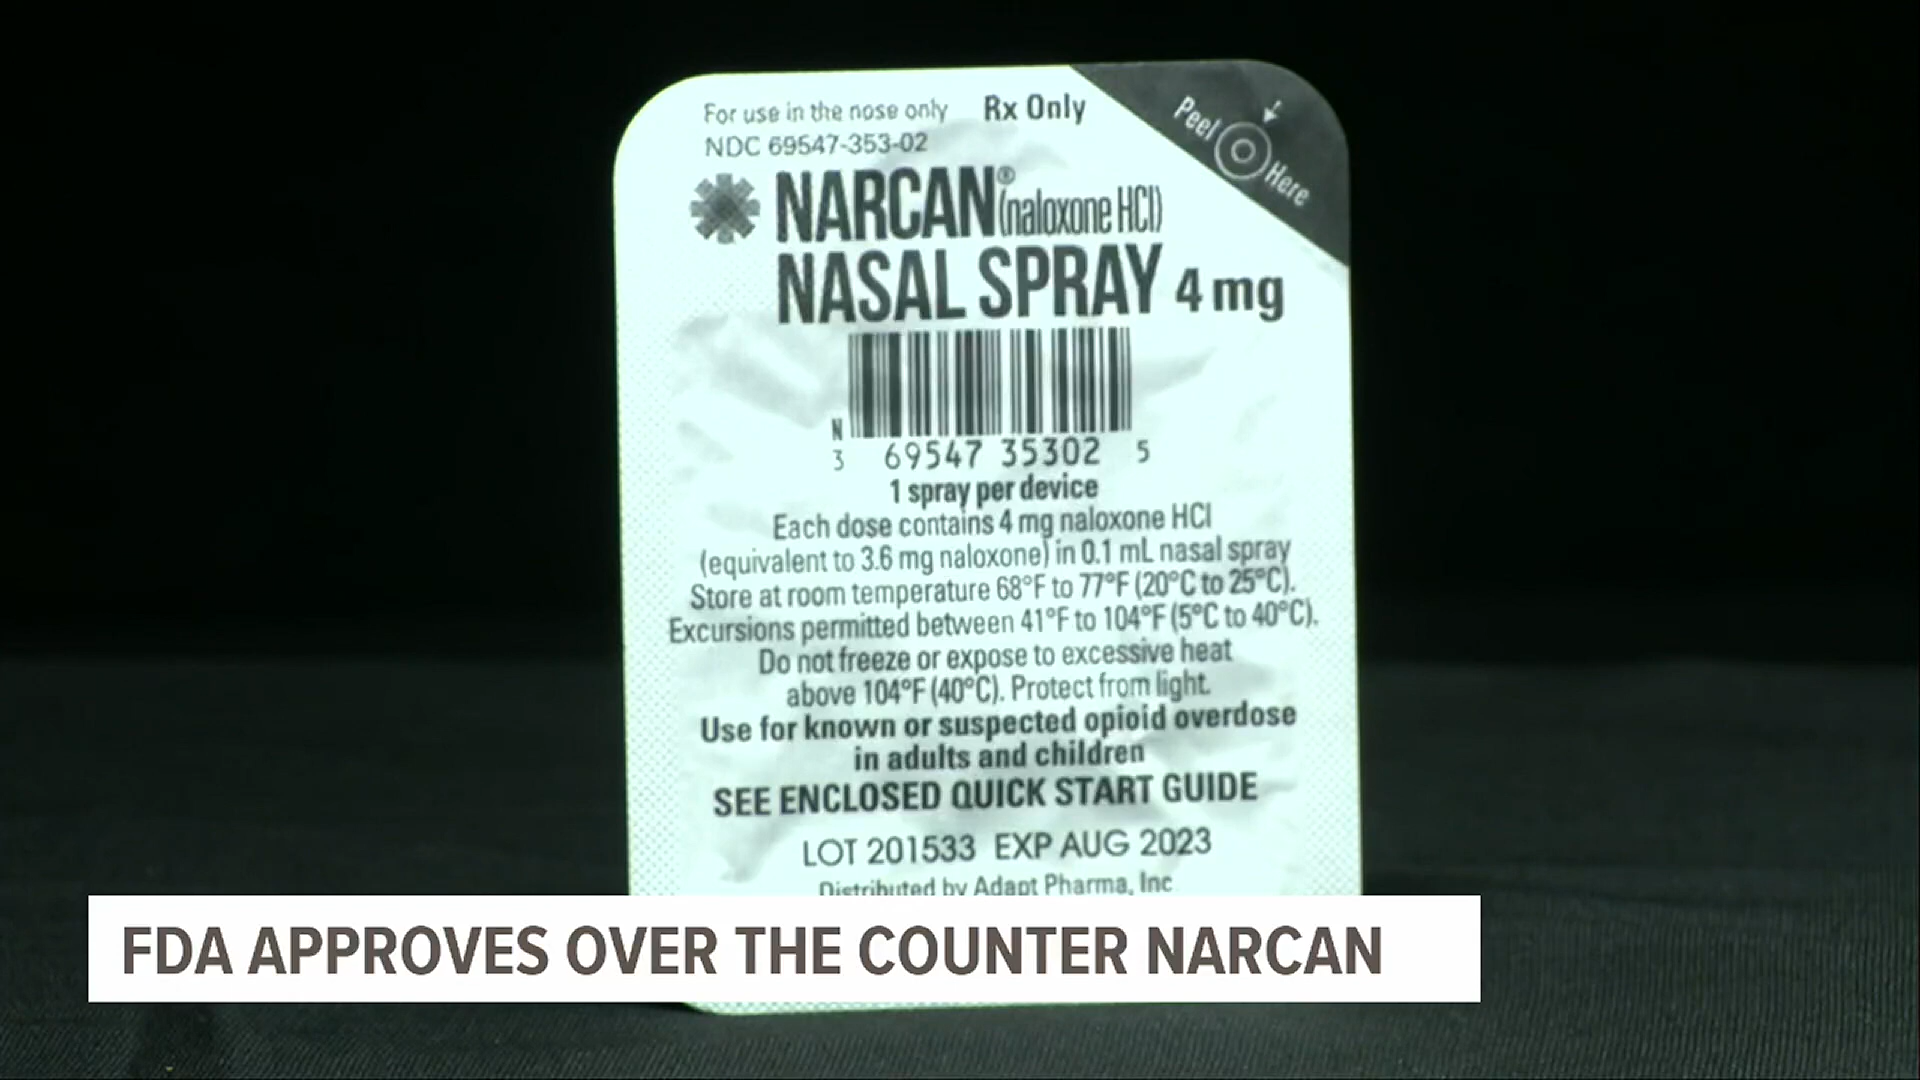 For use in the nose only Rx Only
NDC 69547-353-02
Peel Here
NARCAN® (naloxone HCl)
NASAL SPRAY 4 mg
N
3 69547 35302 5
1 spray per device
Each dose contains 4 mg naloxone HCl
(equivalent to 3.6 mg naloxone) in 0.1 mL nasal spray
Store at room temperature 68°F to 77°F (20°C to 25°C).
Excursions permitted between 41°F to 104°F (5°C to 40°C).
Do not freeze or expose to excessive heat
above 104°F (40°C). Protect from light.
Use for known or suspected opioid overdose
in adults and children
SEE ENCLOSED QUICK START GUIDE
LOT 201533 EXP AUG 2023
Distributed by Adapt Pharma, Inc
FDA APPROVES OVER THE COUNTER NARCAN